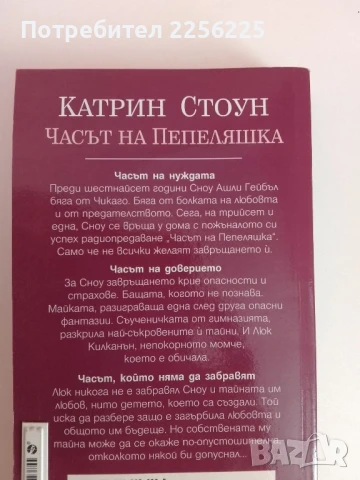 Потребител 22256250
КАТРИН СТОУН
ЧАСЪТ НА ПЕПЕЛЯШКА
Часът на нуждата
Преди шестнайсет години Сноу Ашли Гейбъл
бяга от Чикаго. Бяга от болката на любовта
и от предателството. Сега, на трийсет и
една, Сноу се връща у дома с пожъналото си
успех радиопредаване „Часът на Пепеляшка“.
Само че не всички желаят завръщането ѝ.
Часът на доверието
За Сноу завръщането крие опасности и
страхове. Бащата, когото не познава.
Майката, разиграваща една след друга опасни
фантазии. Съученичката от гимназията,
разкрила най-съкровените ѝ тайни. И Люк
Килканън, непокорното момче,
което е обичала.
Часът, който няма да забравят
Люк никога не е забравял Сноу и тайната им
любов, нито детето, което са създали. Той
иска да разбере защо е загърбила любовта и
общото им бъдеще. Но собствената му
тайна може да се окаже по-опустошителна,
отколкото някой би допуснал...
BAZAR